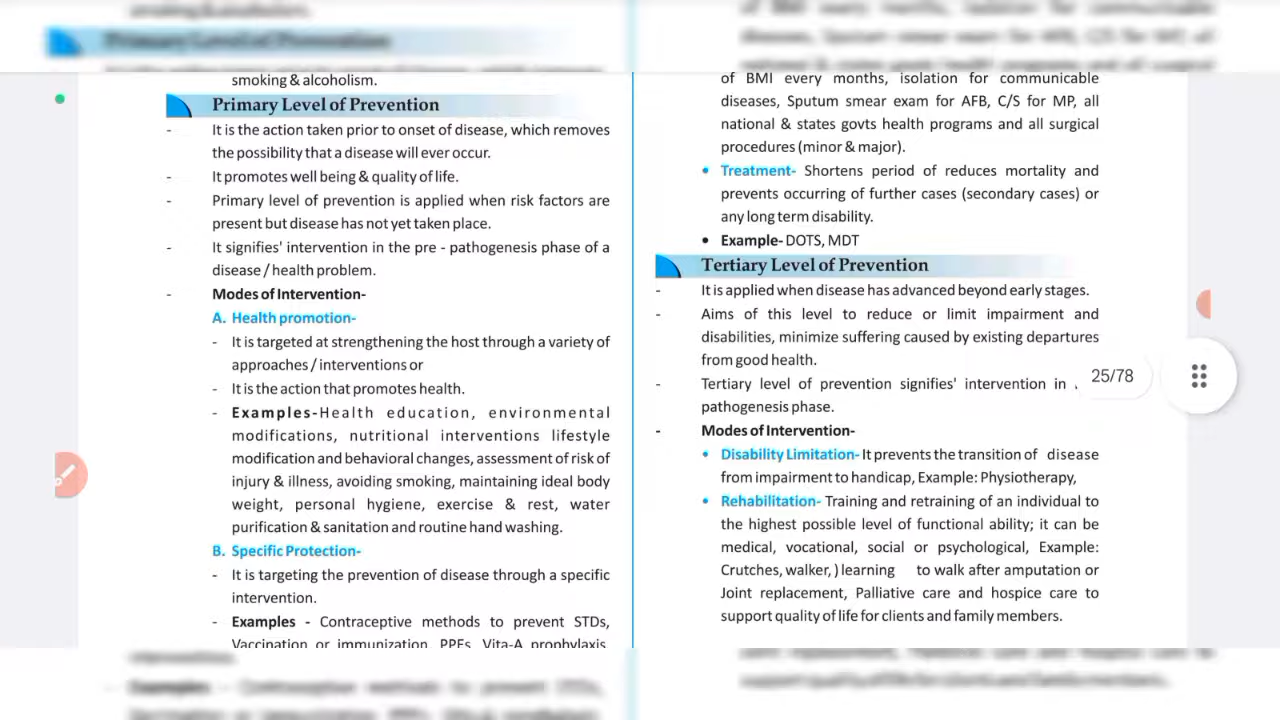 smoking & alcoholism.
Primary Level of Prevention
- It is the action taken prior to onset of disease, which removes
the possibility that a disease will ever occur.
- It promotes well being & quality of life.
- Primary level of prevention is applied when risk factors are
present but disease has not yet taken place.
- It signifies' intervention in the pre - pathogenesis phase of a
disease / health problem.
- Modes of Intervention-
A. Health promotion-
- It is targeted at strengthening the host through a variety of
approaches / interventions or
- It is the action that promotes health.
- Examples-Health education, environmental
modifications, nutritional interventions lifestyle
modification and behavioral changes, assessment of risk of
injury & illness, avoiding smoking, maintaining ideal body
weight, personal hygiene, exercise & rest, water
purification & sanitation and routine hand washing.
B. Specific Protection-
- It is targeting the prevention of disease through a specific
intervention.
- Examples - Contraceptive methods to prevent STDs,
Vaccination or immunization, PPEs, Vita-A prophylaxis,
of BMI every months, isolation for communicable
diseases, Sputum smear exam for AFB, C/S for MP, all
national & states govts health programs and all surgical
procedures (minor & major).
• Treatment- Shortens period of reduces mortality and
prevents occurring of further cases (secondary cases) or
any long term disability.
• Example- DOTS, MDT
Tertiary Level of Prevention
- It is applied when disease has advanced beyond early stages.
- Aims of this level to reduce or limit impairment and
disabilities, minimize suffering caused by existing departures
from good health.
- Tertiary level of prevention signifies' intervention in
pathogenesis phase.
- Modes of Intervention-
• Disability Limitation- It prevents the transition of disease
from impairment to handicap, Example: Physiotherapy,
• Rehabilitation- Training and retraining of an individual to
the highest possible level of functional ability; it can be
medical, vocational, social or psychological, Example:
Crutches, walker, ) learning to walk after amputation or
Joint replacement, Palliative care and hospice care to
support quality of life for clients and family members.
25/78